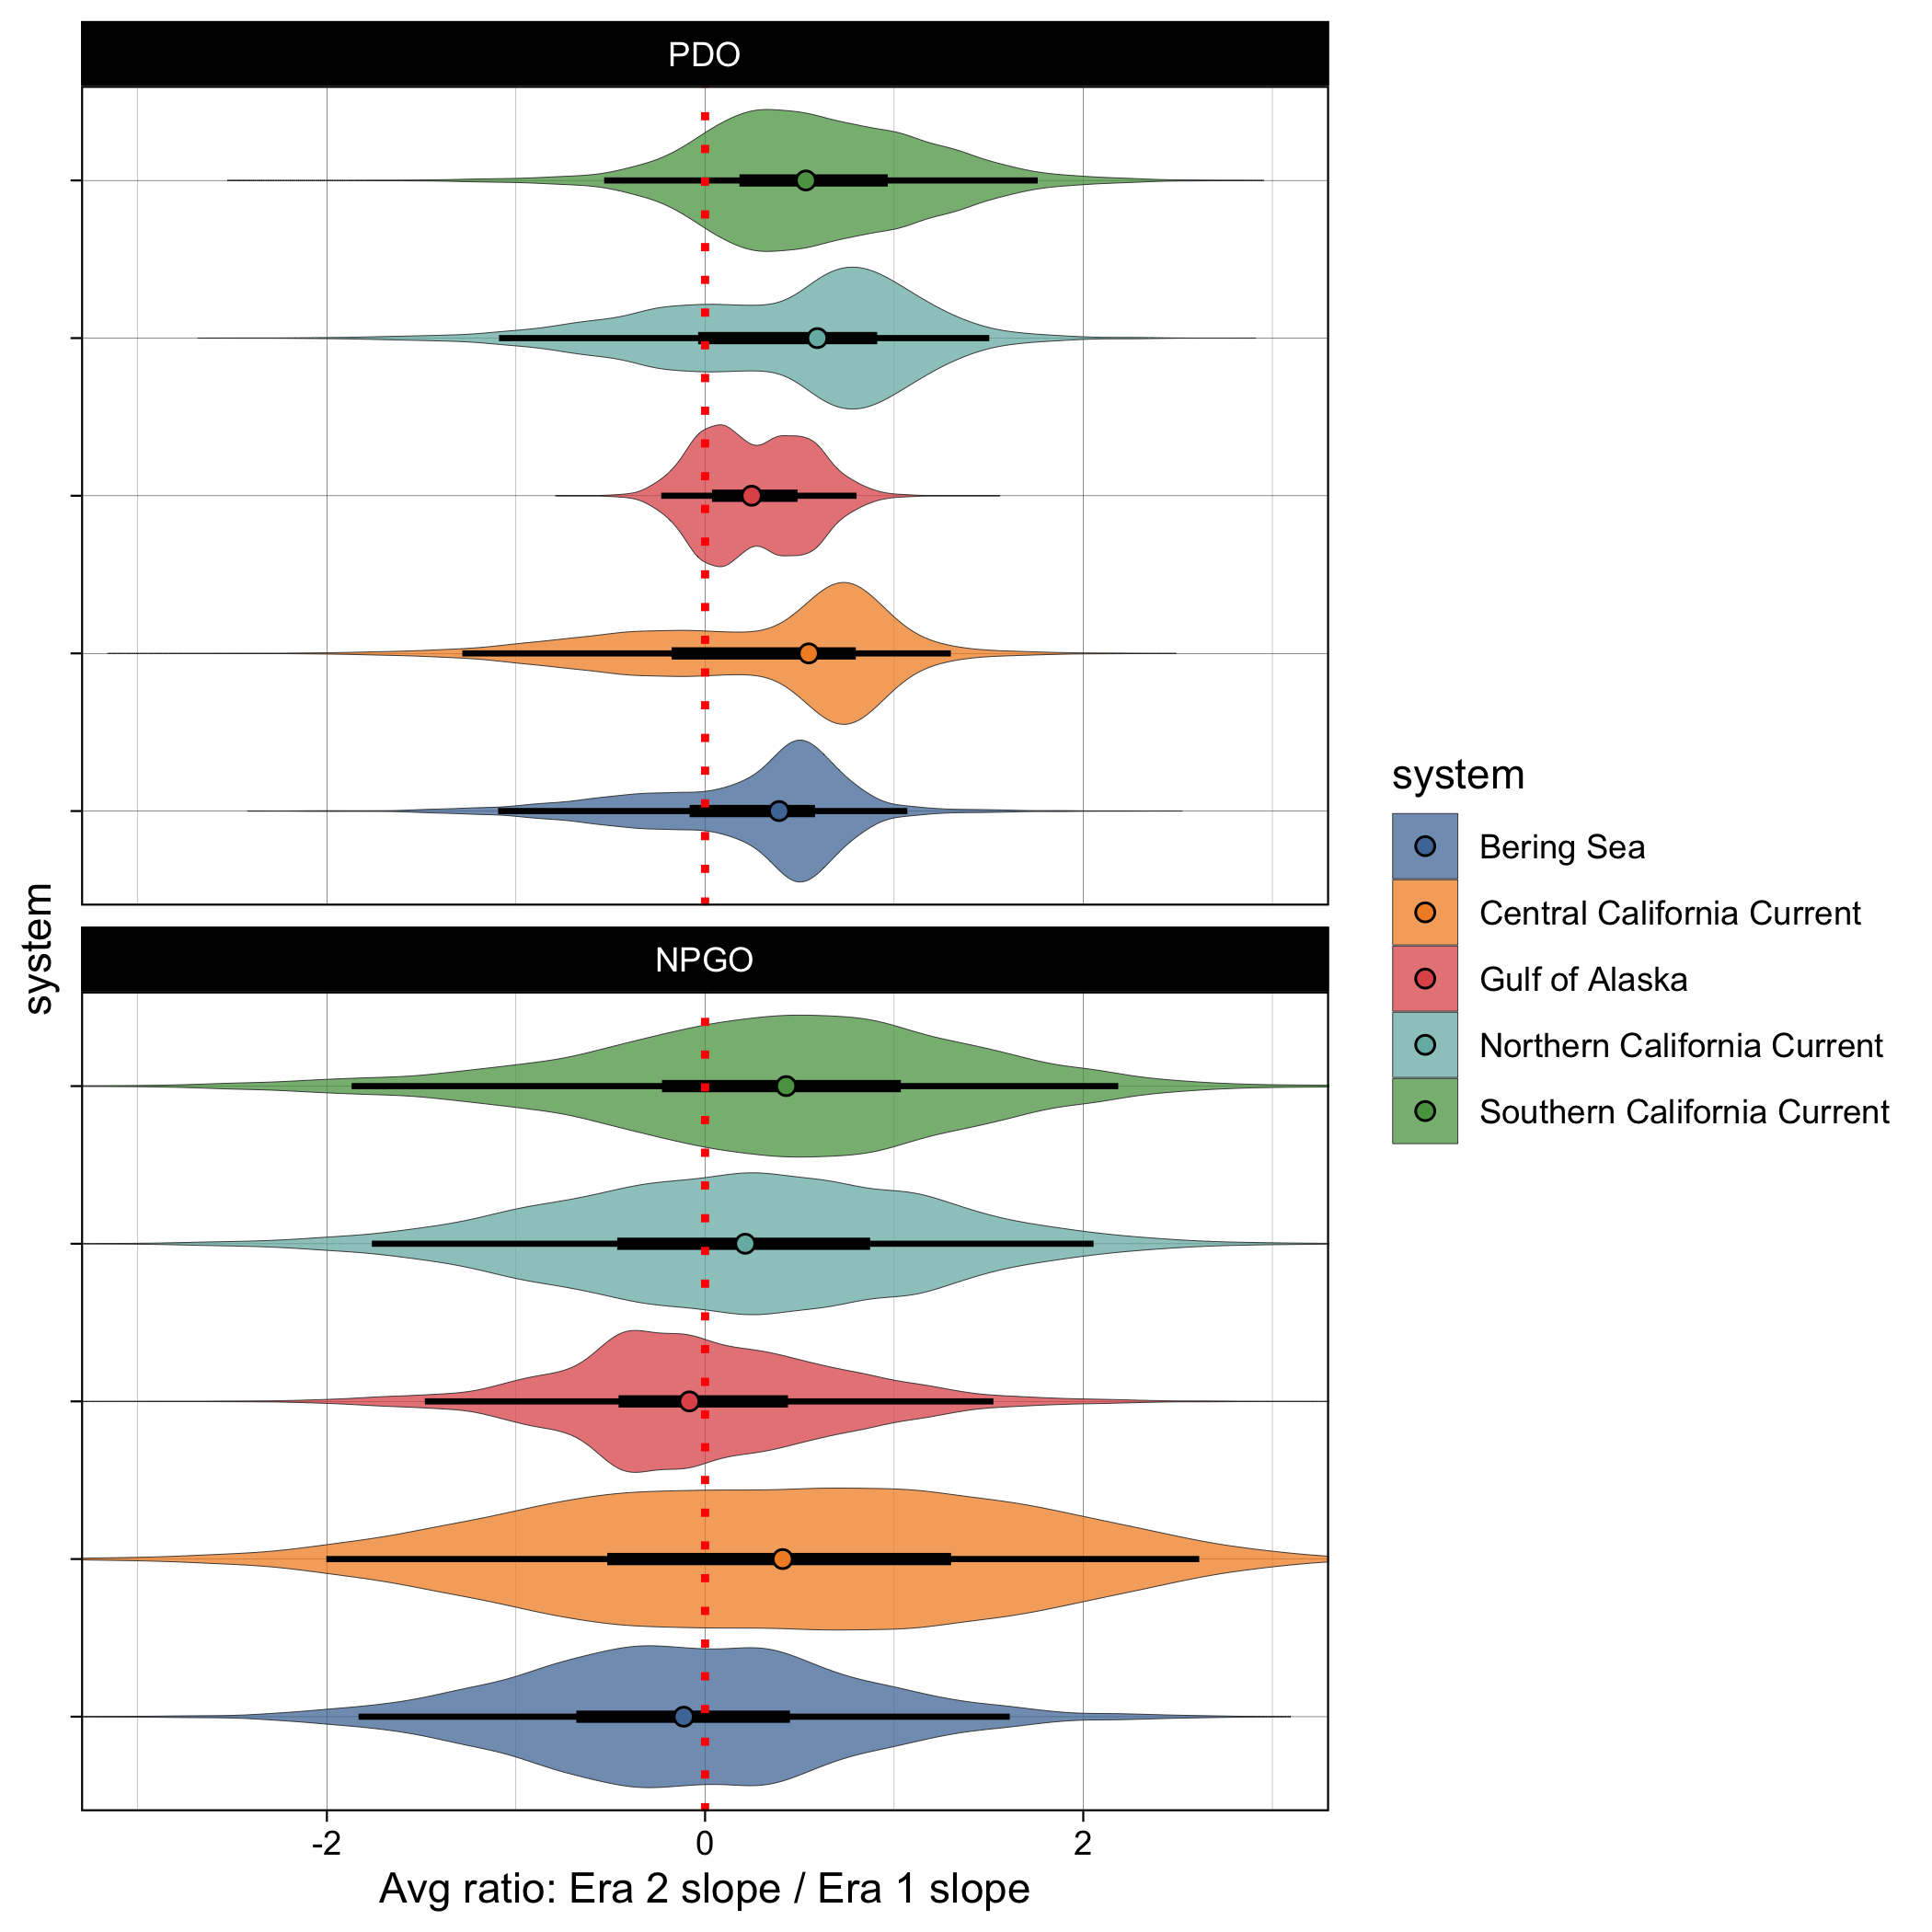 PDO
system
NPGO
-2 0 2
Avg ratio: Era 2 slope / Era 1 slope
system
Bering Sea
Central California Current
Gulf of Alaska
Northern California Current
Southern California Current